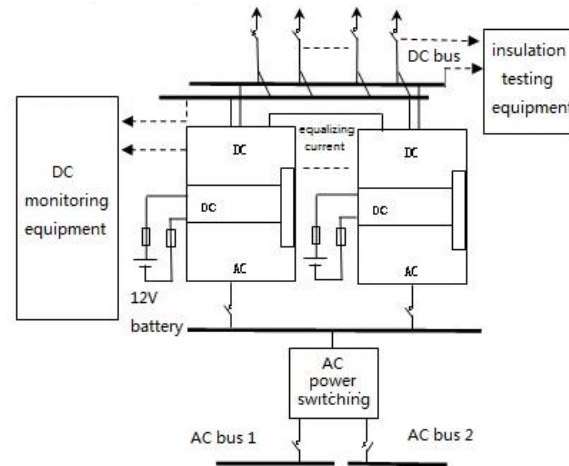 DC bus
insulation
testing
equipment
DC
monitoring
equipment
equalizing
current
DC
DC
DC
DC
AC
AC
12V
battery
AC
power
switching
AC bus 1
AC bus 2